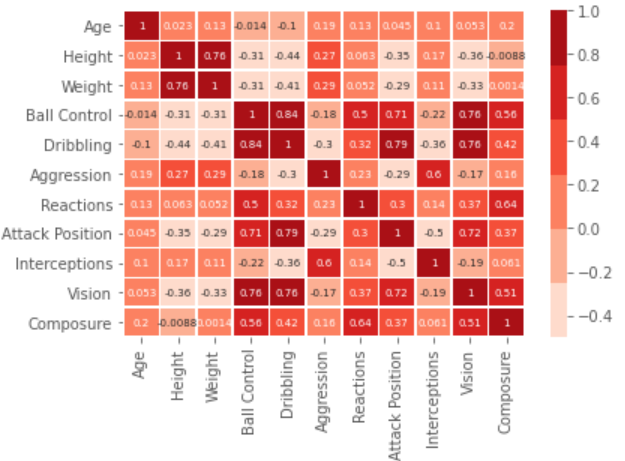 Age 1 0.023 0.13 -0.014 -0.1 0.19 0.13 0.045 0.1 0.053 0.2
Height 0.023 1 0.76 -0.31 -0.44 0.27 0.063 -0.35 0.17 -0.36 -0.0088
Weight 0.13 0.76 1 -0.31 -0.41 0.29 0.052 -0.29 0.11 -0.33 0.0014
Ball Control -0.014 -0.31 -0.31 1 0.84 -0.18 0.5 0.71 -0.22 0.76 0.56
Dribbling -0.1 -0.44 -0.41 0.84 1 -0.3 0.32 0.79 -0.36 0.76 0.42
Aggression 0.19 0.27 0.29 -0.18 -0.3 1 0.23 -0.29 0.6 -0.17 0.16
Reactions 0.13 0.063 0.052 0.5 0.32 0.23 1 0.3 0.14 0.37 0.64
Attack Position 0.045 -0.35 -0.29 0.71 0.79 -0.29 0.3 1 -0.5 0.72 0.37
Interceptions 0.1 0.17 0.11 -0.22 -0.36 0.6 0.14 -0.5 1 -0.19 0.061
Vision 0.053 -0.36 -0.33 0.76 0.76 -0.17 0.37 0.72 -0.19 1 0.51
Composure 0.2 -0.0088 0.0014 0.56 0.42 0.16 0.64 0.37 0.061 0.51 1
Age
Height
Weight
Ball Control
Dribbling
Aggression
Reactions
Attack Position
Interceptions
Vision
Composure
1.0
0.8
0.6
0.4
0.2
0.0
−0.2
−0.4